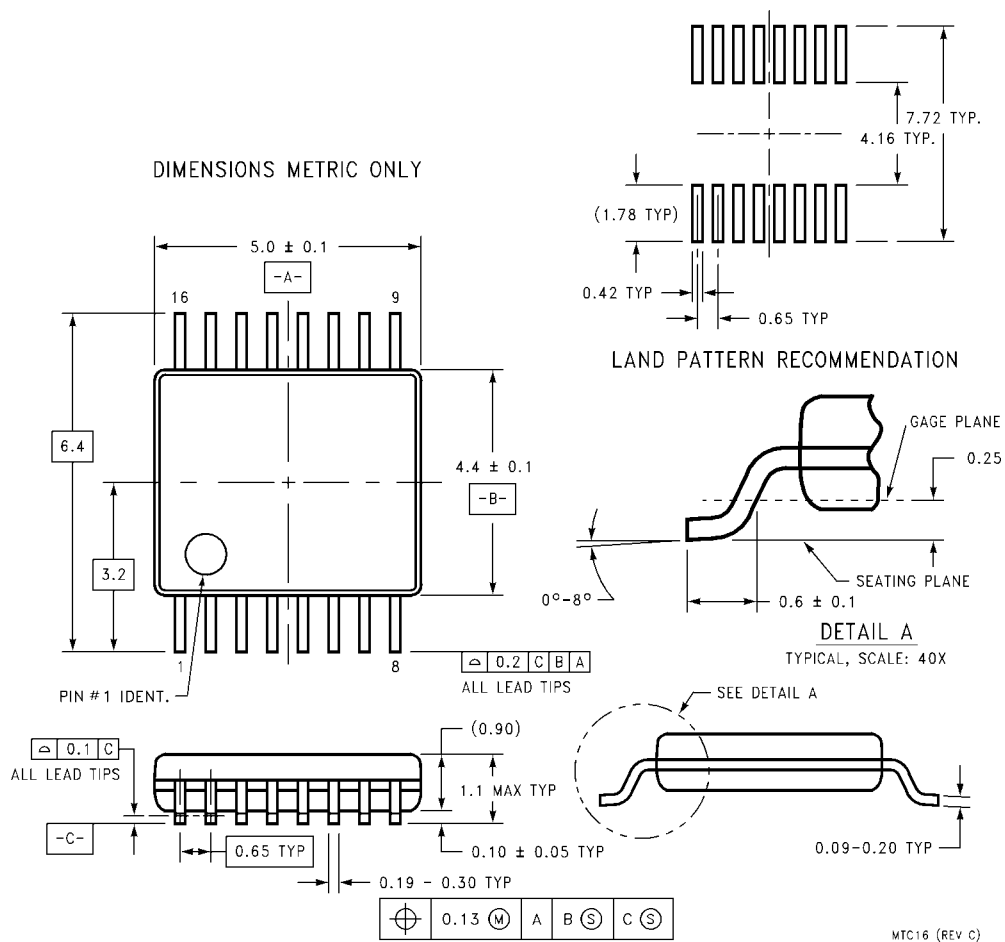 7.72 TYP.
4.16 TYP.
DIMENSIONS METRIC ONLY
(1.78 TYP)
5.0 ± 0.1
-A-
0.42 TYP
16
9
0.65 TYP
LAND PATTERN RECOMMENDATION
GAGE PLANE
6.4
4.4 ± 0.1
0.25
-B-
3.2
SEATING PLANE
0°-8°
0.6 ± 0.1
DETAIL A
TYPICAL, SCALE: 40X
1
8
⌓ 0.2 C B A
ALL LEAD TIPS
PIN #1 IDENT.
SEE DETAIL A
(0.90)
⌓ 0.1 C
ALL LEAD TIPS
1.1 MAX TYP
-C-
0.65 TYP
0.10 ± 0.05 TYP
0.09-0.20 TYP
0.19 - 0.30 TYP
⌖ 0.13 Ⓜ A B Ⓢ C Ⓢ
MTC16 (REV C)